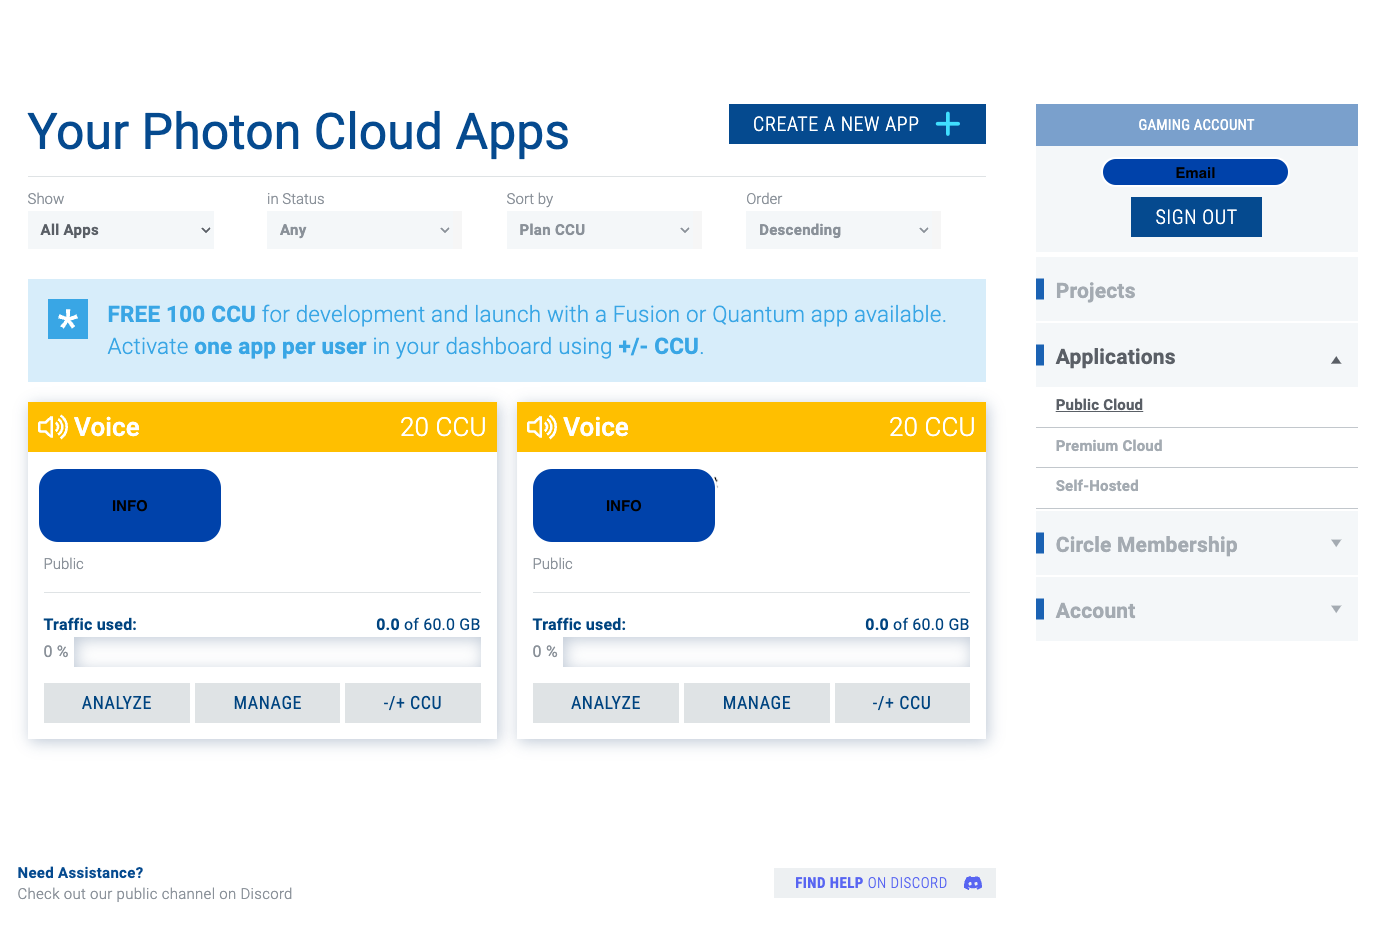 Your Photon Cloud Apps
CREATE A NEW APP
Show
in Status
Sort by
Order
All Apps
Any
Plan CCU
Descending
* FREE 100 CCU for development and launch with a Fusion or Quantum app available.
Activate one app per user in your dashboard using +/- CCU.
Voice 20 CCU
INFO
Public
Traffic used: 0.0 of 60.0 GB
0 %
ANALYZE
MANAGE
-/+ CCU
Voice 20 CCU
INFO
Public
Traffic used: 0.0 of 60.0 GB
0 %
ANALYZE
MANAGE
-/+ CCU
GAMING ACCOUNT
Email
SIGN OUT
Projects
Applications
Public Cloud
Premium Cloud
Self-Hosted
Circle Membership
Account
Need Assistance?
Check out our public channel on Discord
FIND HELP ON DISCORD